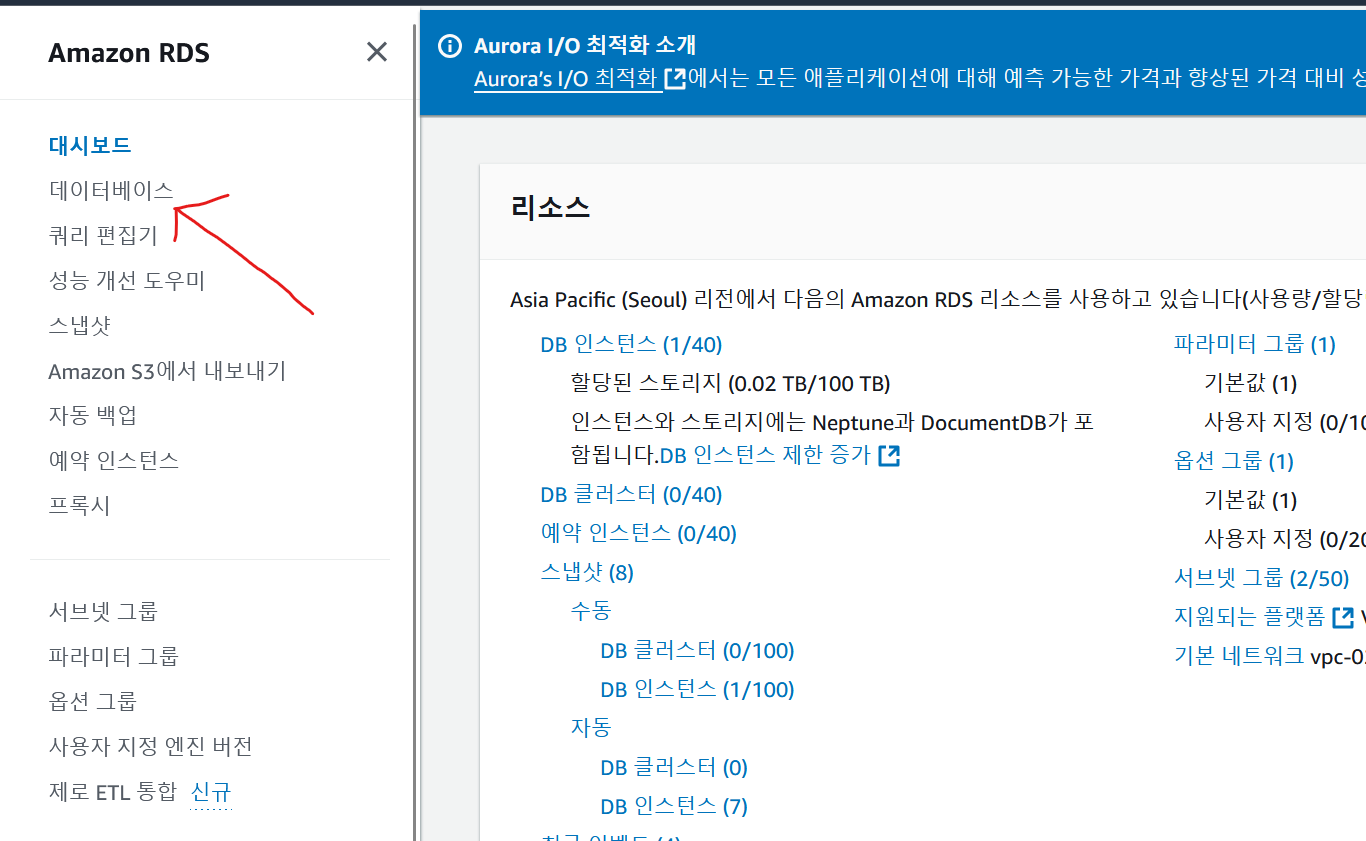 Amazon RDS
대시보드
데이터베이스
쿼리 편집기
성능 개선 도우미
스냅샷
Amazon S3에서 내보내기
자동 백업
예약 인스턴스
프록시
서브넷 그룹
파라미터 그룹
옵션 그룹
사용자 지정 엔진 버전
제로 ETL 통합 신규
Aurora I/O 최적화 소개
Aurora's I/O 최적화에서는 모든 애플리케이션에 대해 예측 가능한 가격과 향상된 가격 대비
리소스
Asia Pacific (Seoul) 리전에서 다음의 Amazon RDS 리소스를 사용하고 있습니다(사용량/할당
DB 인스턴스 (1/40)
할당된 스토리지 (0.02 TB/100 TB)
인스턴스와 스토리지에는 Neptune과 DocumentDB가 포
함됩니다.DB 인스턴스 제한 증가
DB 클러스터 (0/40)
예약 인스턴스 (0/40)
스냅샷 (8)
수동
DB 클러스터 (0/100)
DB 인스턴스 (1/100)
자동
DB 클러스터 (0)
DB 인스턴스 (7)
파라미터 그룹 (1)
기본값 (1)
사용자 지정 (0/10
옵션 그룹 (1)
기본값 (1)
사용자 지정 (0/20
서브넷 그룹 (2/50)
지원되는 플랫폼
기본 네트워크 vpc-0